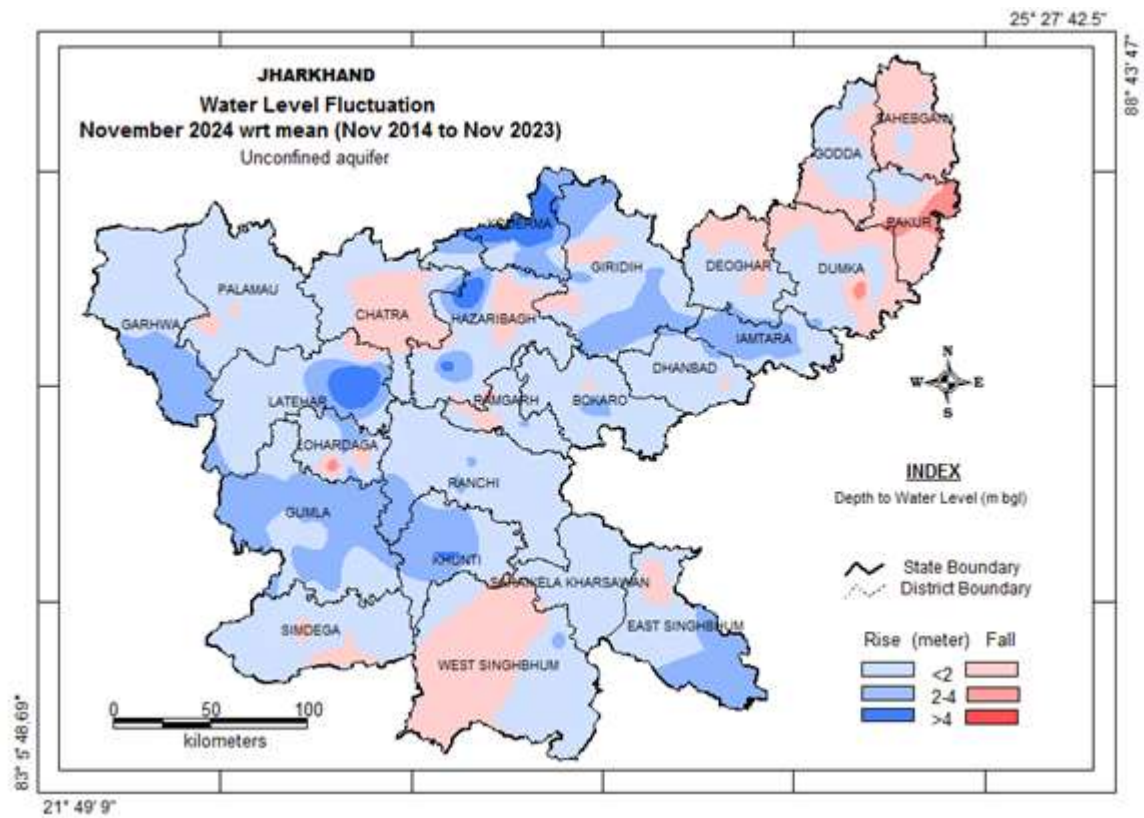 25° 27' 42.5"
88° 43' 47"
JHARKHAND
Water Level Fluctuation
November 2024 wrt mean (Nov 2014 to Nov 2023)
Unconfined aquifer
SAHEBGANJ
GODDA
KODERMA
PAKUR
GIRIDIH
DEOGHAR
DUMKA
PALAMAU
GARHWA
CHATRA
HAZARIBAGH
JAMTARA
DHANBAD
LATEHAR
RAMGARH
BOKARO
LOHARDAGA
RANCHI
GUMLA
KHUNTI
SARAIKELA KHARSAWAN
SIMDEGA
EAST SINGHBHUM
WEST SINGHBHUM
N
W E
S
INDEX
Depth to Water Level (m bgl)
State Boundary
District Boundary
Rise (meter) Fall
<2
2-4
>4
0 50 100
kilometers
83° 5' 48.69"
21° 49' 9"